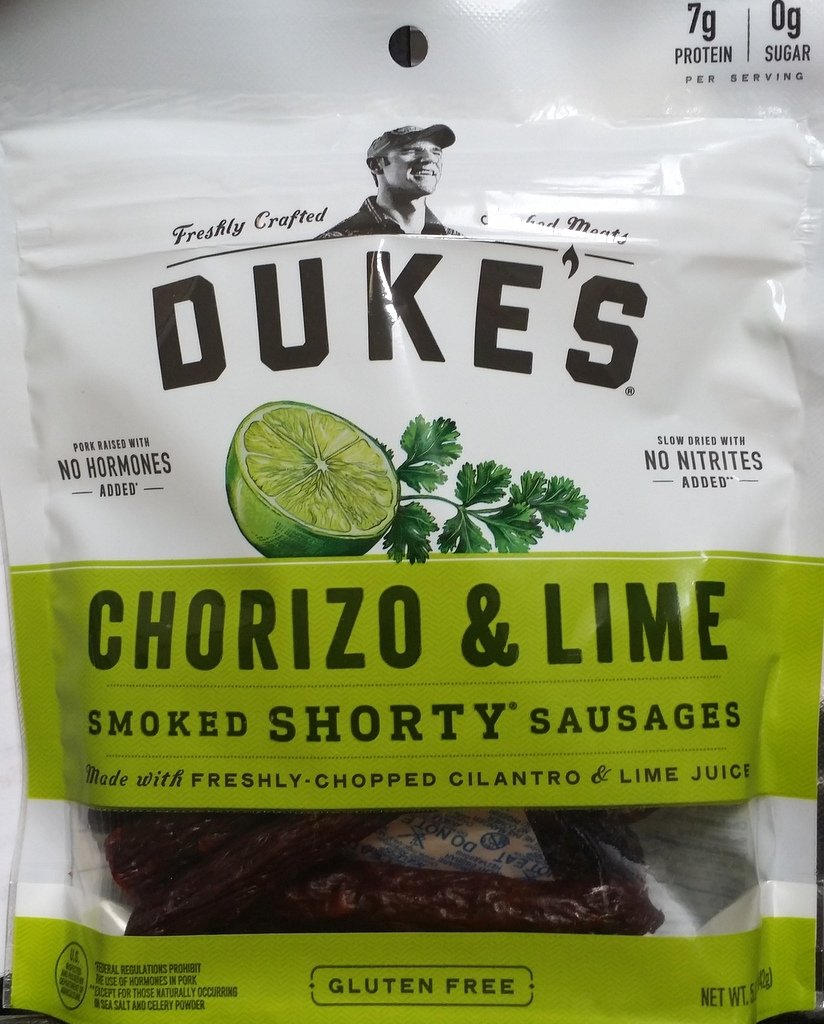 7g PROTEIN | 0g SUGAR
PER SERVING
Freshly Crafted Meats
DUKE'S®
PORK RAISED WITH
NO HORMONES
ADDED*
SLOW DRIED WITH
NO NITRITES
ADDED**
CHORIZO & LIME
SMOKED SHORTY® SAUSAGES
Made with FRESHLY-CHOPPED CILANTRO & LIME JUICE
DO NOT
EAT
U.S.
*FEDERAL REGULATIONS PROHIBIT
THE USE OF HORMONES IN PORK
**EXCEPT FOR THOSE NATURALLY OCCURRING
IN SEA SALT AND CELERY POWDER
GLUTEN FREE
NET WT.